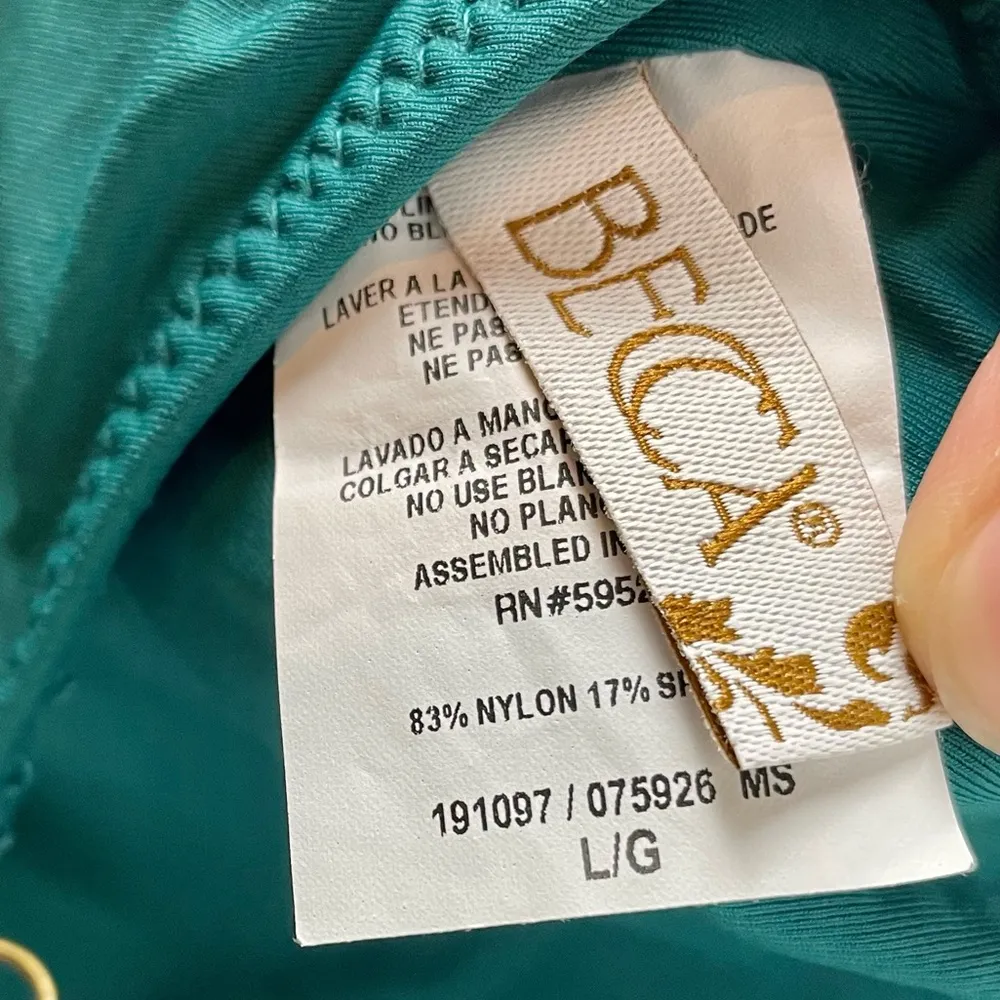 BECA®
DE
LAVER A LA
ETEND
NE PAS
NE PAS
LAVADO A MANO
COLGAR A SECAR
NO USE BLAN
NO PLAN
ASSEMBLED IN
RN#5952
83% NYLON 17% SP
191097 / 075926 MS
L/G